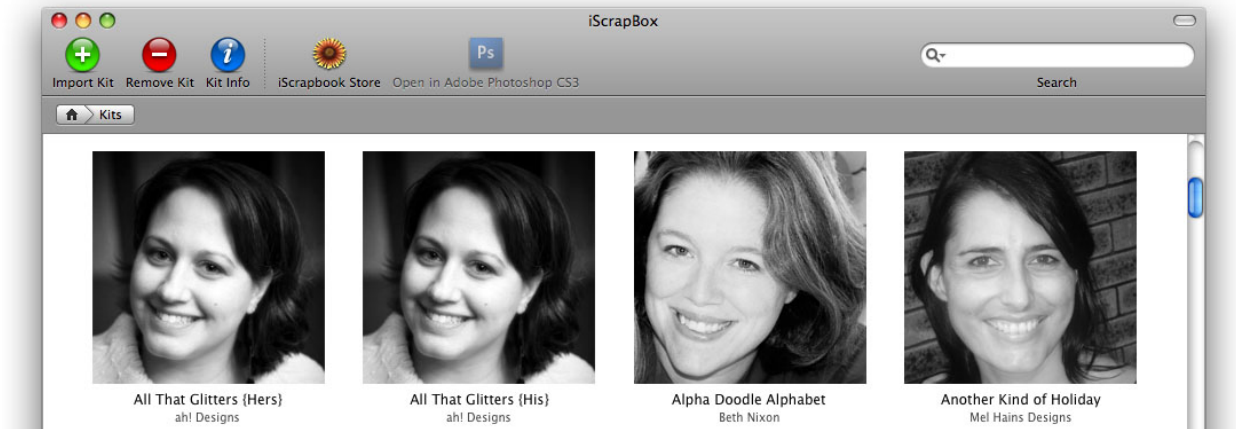 iScrapBox
Import Kit Remove Kit Kit Info iScrapbook Store Ps Open in Adobe Photoshop CS3 Search
Kits
All That Glitters {Hers} All That Glitters {His} Alpha Doodle Alphabet Another Kind of Holiday
ah! Designs ah! Designs Beth Nixon Mel Hains Designs